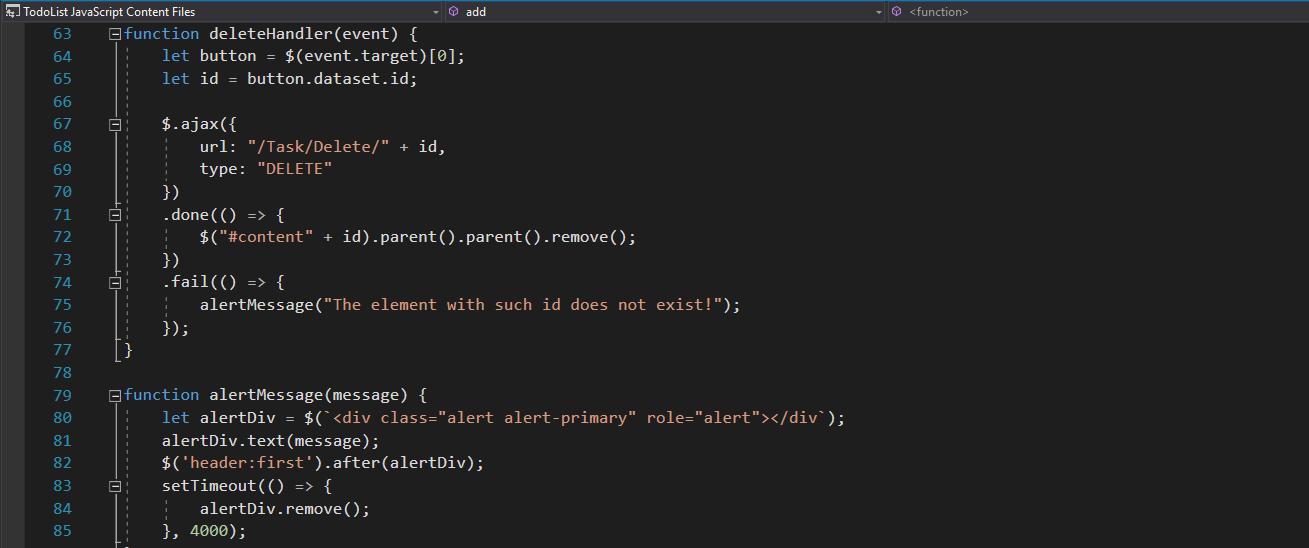 TodoList JavaScript Content Files add <function>
63 function deleteHandler(event) {
64 let button = $(event.target)[0];
65 let id = button.dataset.id;
66
67 $.ajax({
68 url: "/Task/Delete/" + id,
69 type: "DELETE"
70 })
71 .done(() => {
72 $("#content" + id).parent().parent().remove();
73 })
74 .fail(() => {
75 alertMessage("The element with such id does not exist!");
76 });
77 }
78
79 function alertMessage(message) {
80 let alertDiv = $(`<div class="alert alert-primary" role="alert"></div`);
81 alertDiv.text(message);
82 $('header:first').after(alertDiv);
83 setTimeout(() => {
84 alertDiv.remove();
85 }, 4000);